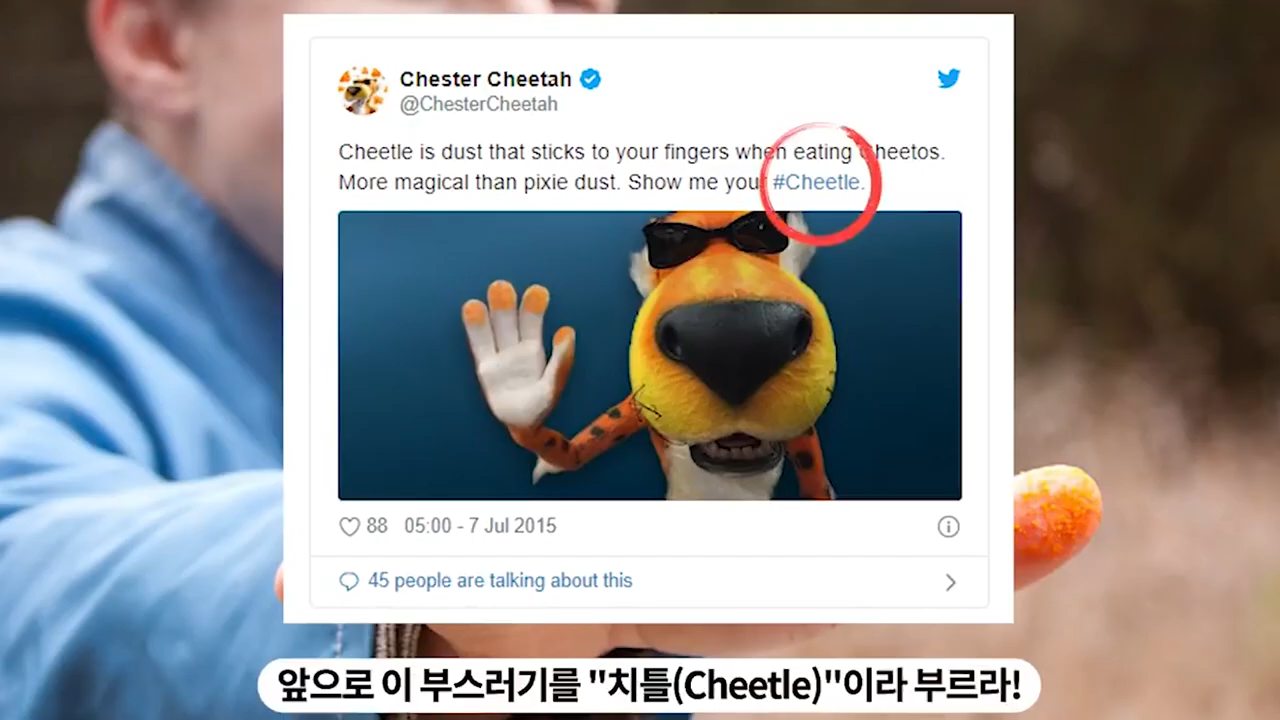 Chester Cheetah
@ChesterCheetah
Cheetle is dust that sticks to your fingers when eating Cheetos.
More magical than pixie dust. Show me your #Cheetle.
88 05:00 - 7 Jul 2015
45 people are talking about this
앞으로 이 부스러기를 "치틀(Cheetle)"이라 부르라!